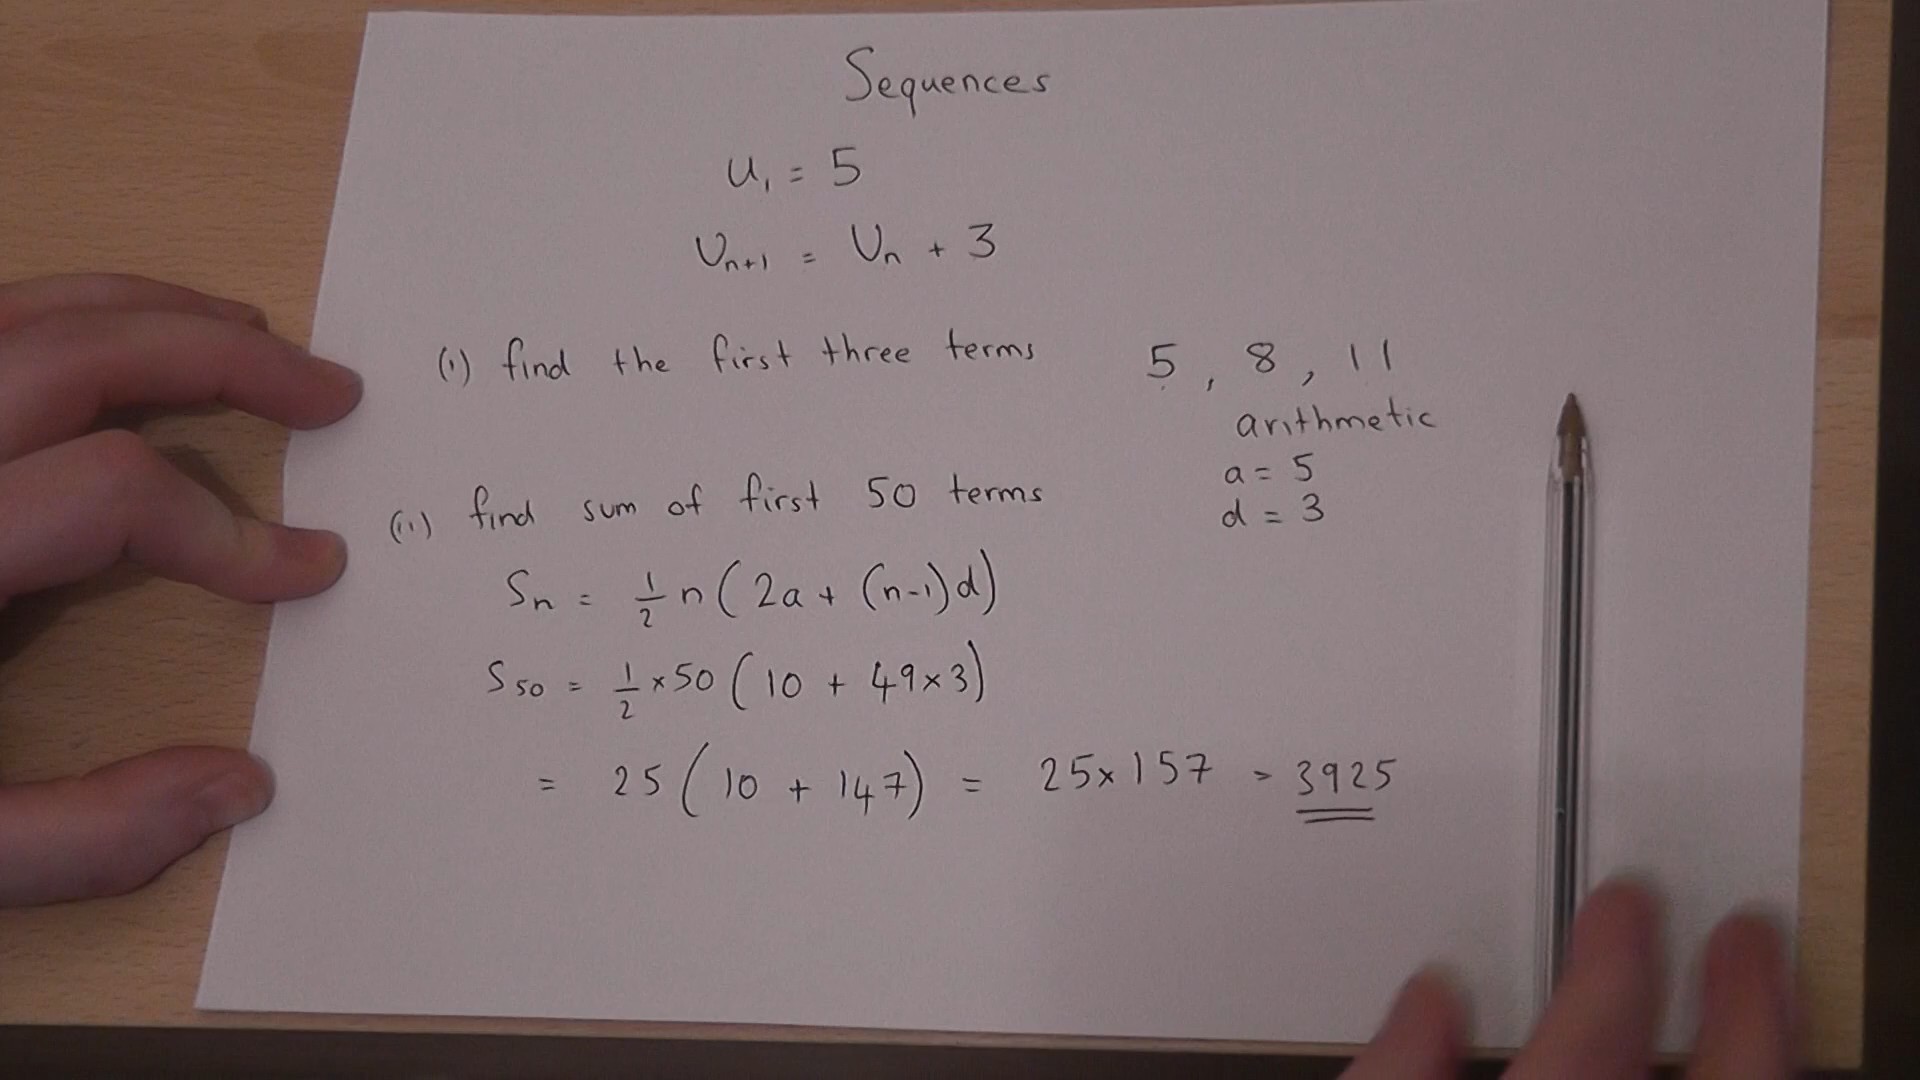 Sequences
U₁ = 5
Uₙ₊₁ = Uₙ + 3
(i) find the first three terms 5, 8, 11
arithmetic
a = 5
d = 3
(ii) find sum of first 50 terms
Sₙ = ½n(2a + (n-1)d)
S₅₀ = ½×50(10 + 49×3)
= 25(10 + 147) = 25×157 = 3925